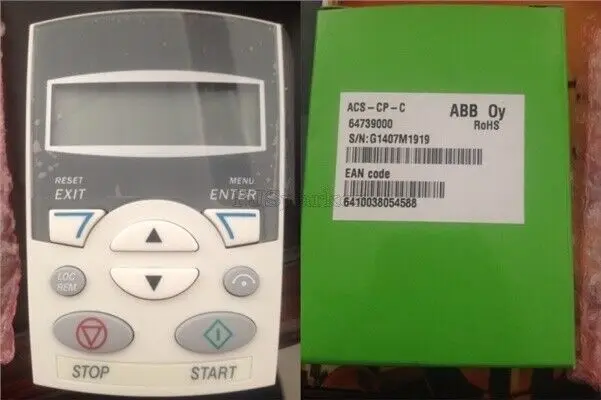 RESET
EXIT
MENU
ENTER
LOC
REM
STOP
START
ACS-CP-C
ABB Oy
64739000
RoHS
S/N:G1407M1919
EAN code
6410038054588